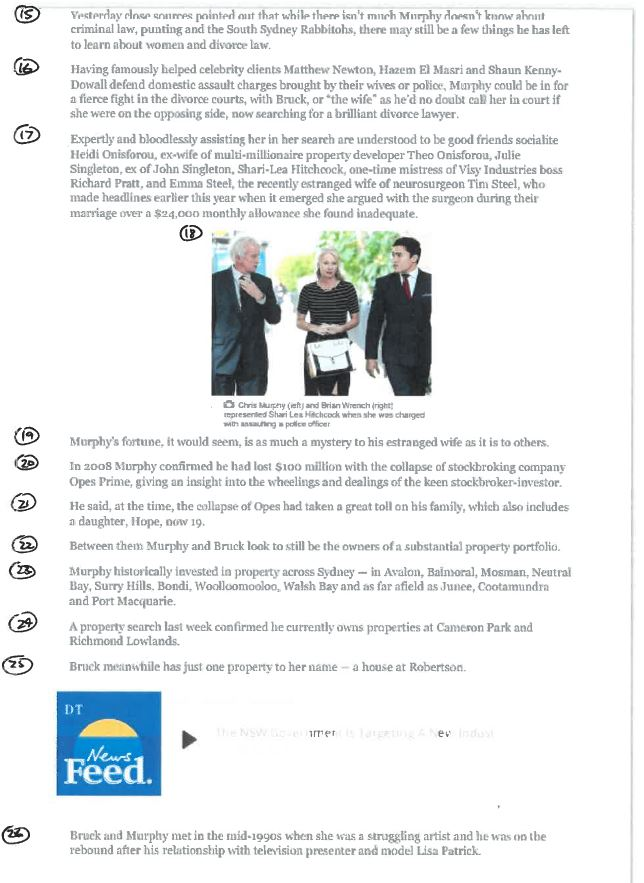 (15) Yesterday close sources pointed out that while there isn't much Murphy doesn't know about
criminal law, punting and the South Sydney Rabbitohs, there may still be a few things he has left
to learn about women and divorce law.
(16) Having famously helped celebrity clients Matthew Newton, Hazem El Masri and Shaun Kenny-
Dowall defend domestic assault charges brought by their wives or police, Murphy could be in for
a fierce fight in the divorce courts, with Bruck, or "the wife" as he'd no doubt call her in court if
she were on the opposing side, now searching for a brilliant divorce lawyer.
(17) Expertly and bloodlessly assisting her in her search are understood to be good friends socialite
Heidi Onisforou, ex-wife of multi-millionaire property developer Theo Onisforou, Julie
Singleton, ex of John Singleton, Shari-Lea Hitchcock, one-time mistress of Visy Industries boss
Richard Pratt, and Emma Steel, the recently estranged wife of neurosurgeon Tim Steel, who
made headlines earlier this year when it emerged she argued with the surgeon during their
marriage over a $24,000 monthly allowance she found inadequate.
(18)
Chris Murphy (left) and Brian Wrench (right)
represented Shari Lea Hitchcock when she was charged
with assaulting a police officer
(19) Murphy's fortune, it would seem, is as much a mystery to his estranged wife as it is to others.
(20) In 2008 Murphy confirmed he had lost $100 million with the collapse of stockbroking company
Opes Prime, giving an insight into the wheelings and dealings of the keen stockbroker-investor.
(21) He said, at the time, the collapse of Opes had taken a great toll on his family, which also includes
a daughter, Hope, now 19.
(22) Between them Murphy and Bruck look to still be the owners of a substantial property portfolio.
(23) Murphy historically invested in property across Sydney — in Avalon, Balmoral, Mosman, Neutral
Bay, Surry Hills, Bondi, Woolloomooloo, Walsh Bay and as far afield as Junee, Cootamundra
and Port Macquarie.
(24) A property search last week confirmed he currently owns properties at Cameron Park and
Richmond Lowlands.
(25) Bruck meanwhile has just one property to her name — a house at Robertson.
DT
News
Feed.
The NSW Government Is Targeting A New
(26) Bruck and Murphy met in the mid-1990s when she was a struggling artist and he was on the
rebound after his relationship with television presenter and model Lisa Patrick.